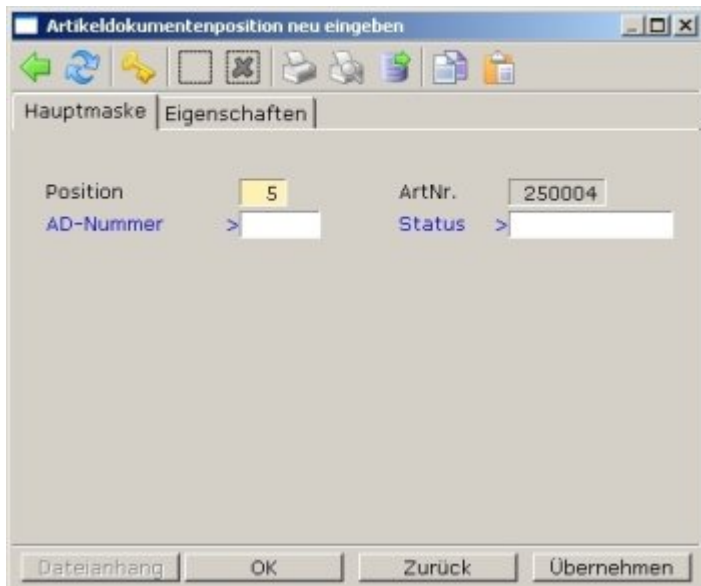 Artikeldokumentenposition neu eingeben
Hauptmaske Eigenschaften
Position 5 ArtNr. 250004
AD-Nummer > Status >
Dateianhang OK Zurück Übernehmen